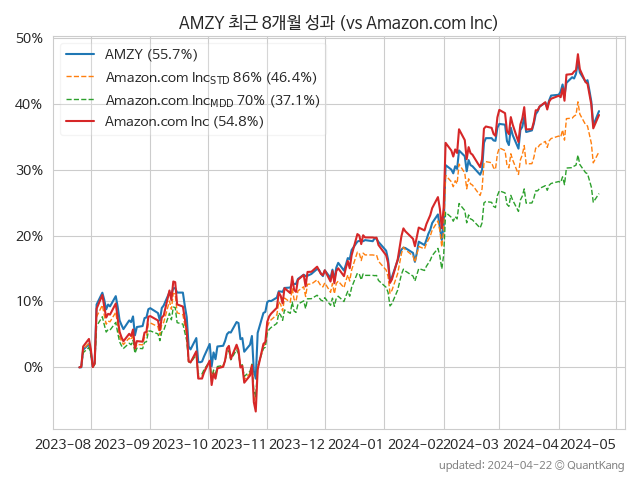 AMZY 최근 8개월 성과 (vs Amazon.com Inc)
50%
40%
30%
20%
10%
0%
AMZY (55.7%)
Amazon.com Inc_STD 86% (46.4%)
Amazon.com Inc_MDD 70% (37.1%)
Amazon.com Inc (54.8%)
2023-08 2023-09 2023-10 2023-11 2023-12 2024-01 2024-02 2024-03 2024-04 2024-05
updated: 2024-04-22 © QuantKang